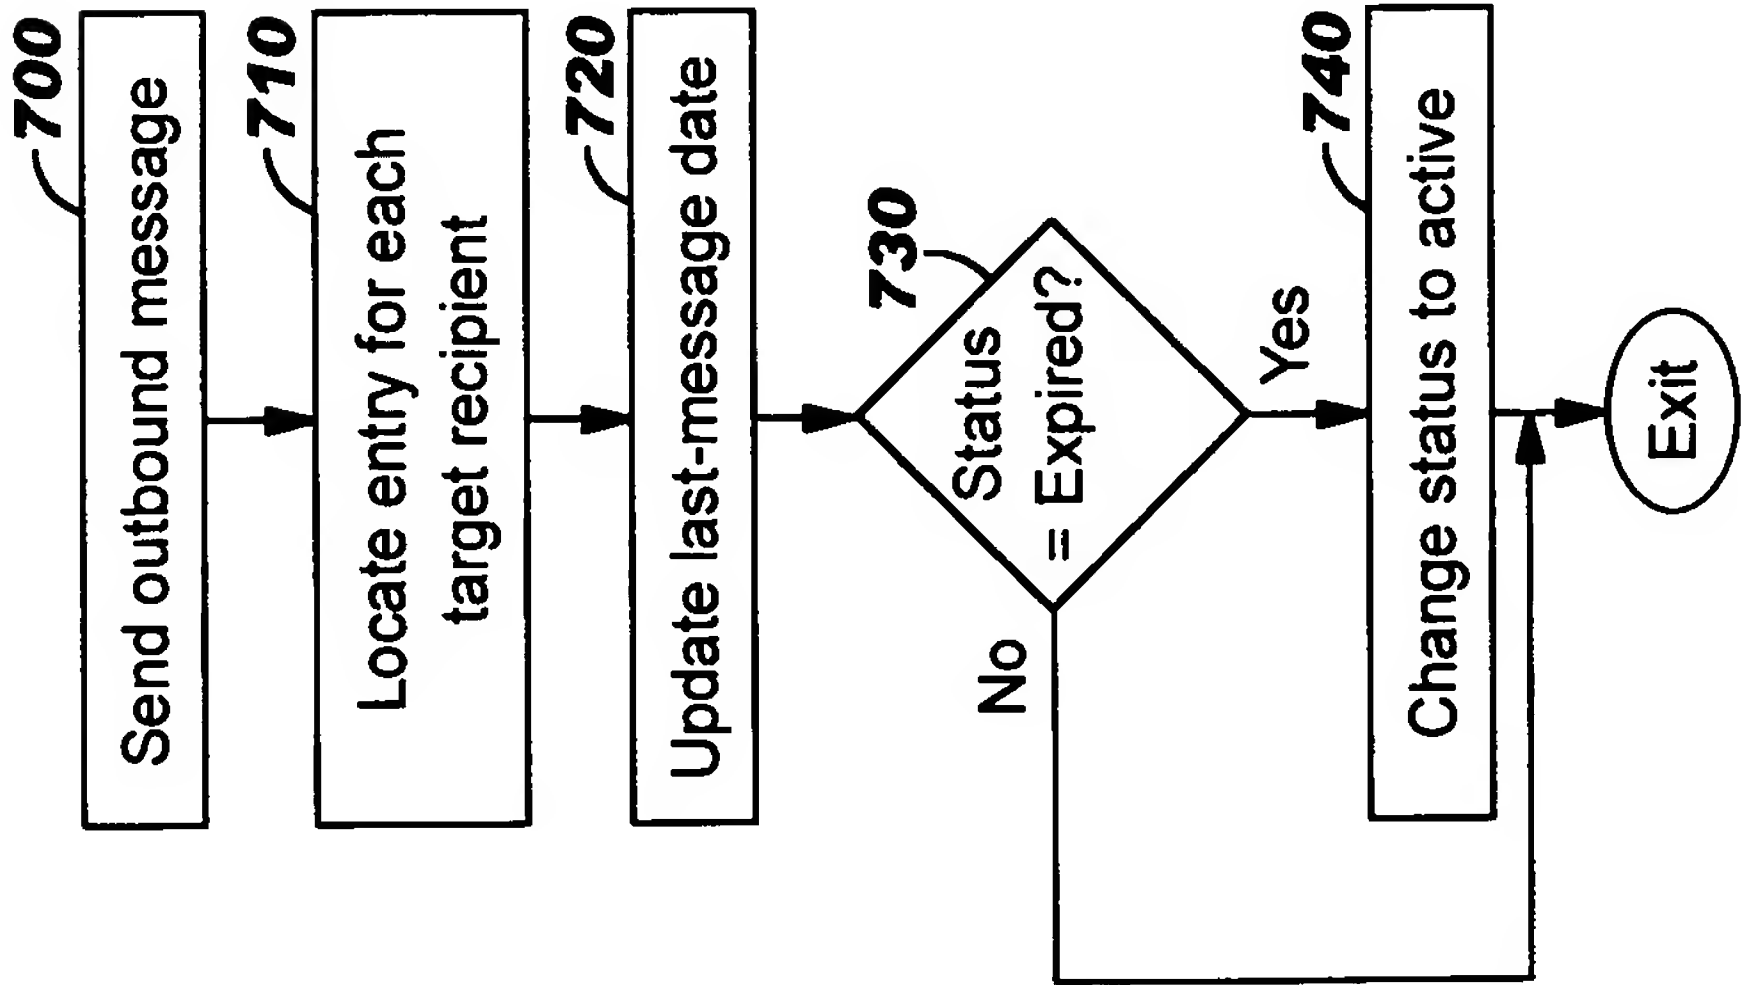 700
Send outbound message
710
Locate entry for each
target recipient
720
Update last-message date
730
Status
= Expired?
No
Yes
740
Change status to active
Exit